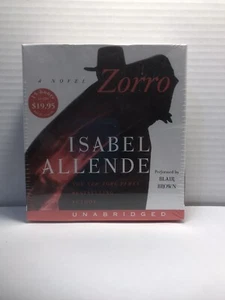 a novel
Zorro
$19.95
ISABEL
ALLENDE
Performed by
BLAIR
BROWN
UNABRIDGED